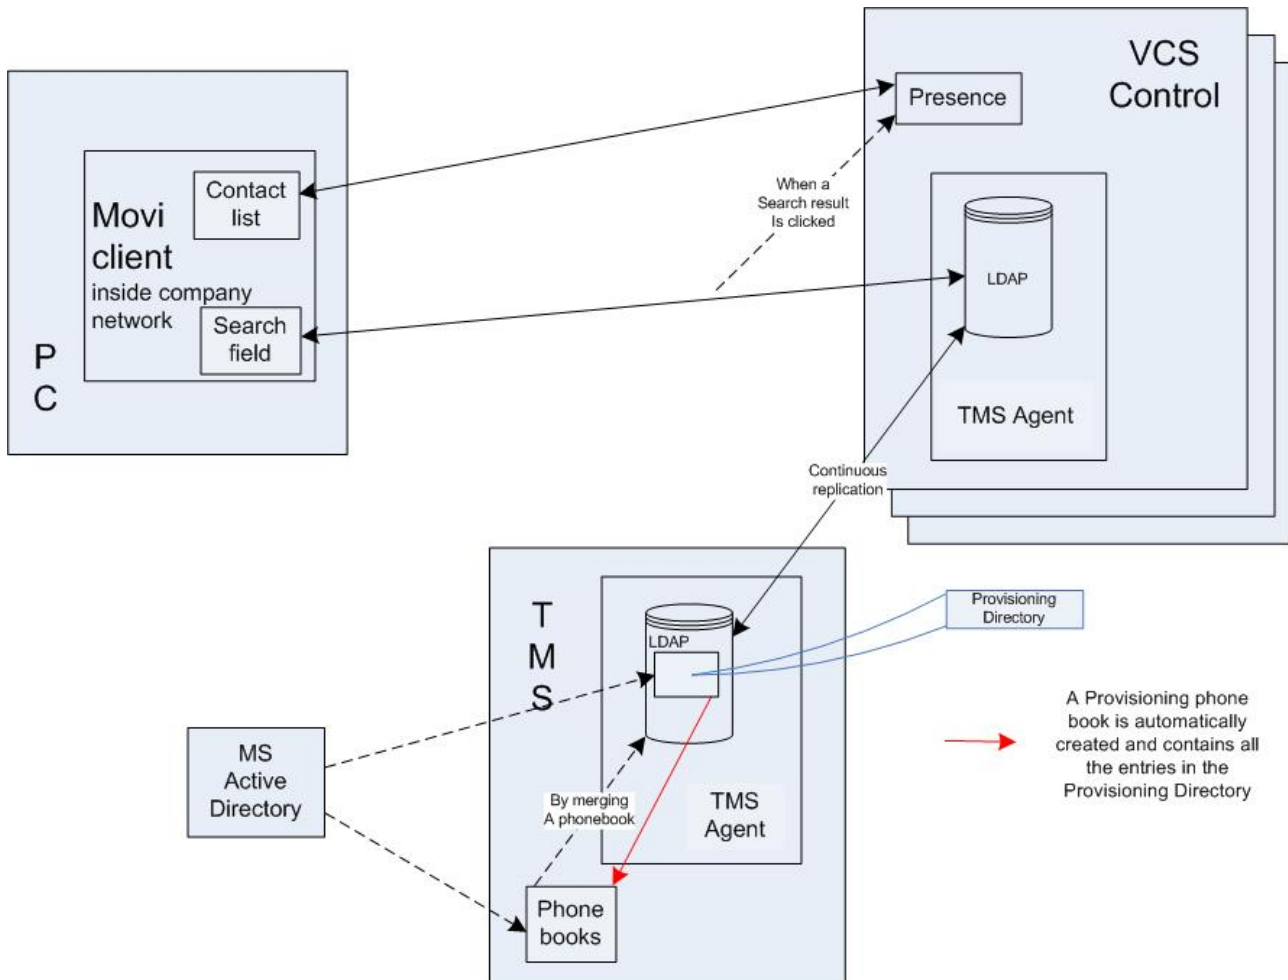 VCS
Control
Presence
Contact
list
Movi
client
inside company
network
Search
field
P
C
When a
Search result
Is clicked
LDAP
TMS Agent
Continuous
replication
T
M
S
LDAP
Provisioning
Directory
A Provisioning phone
book is automatically
created and contains all
the entries in the
Provisioning Directory
MS
Active
Directory
By merging
A phonebook
TMS
Agent
Phone
books